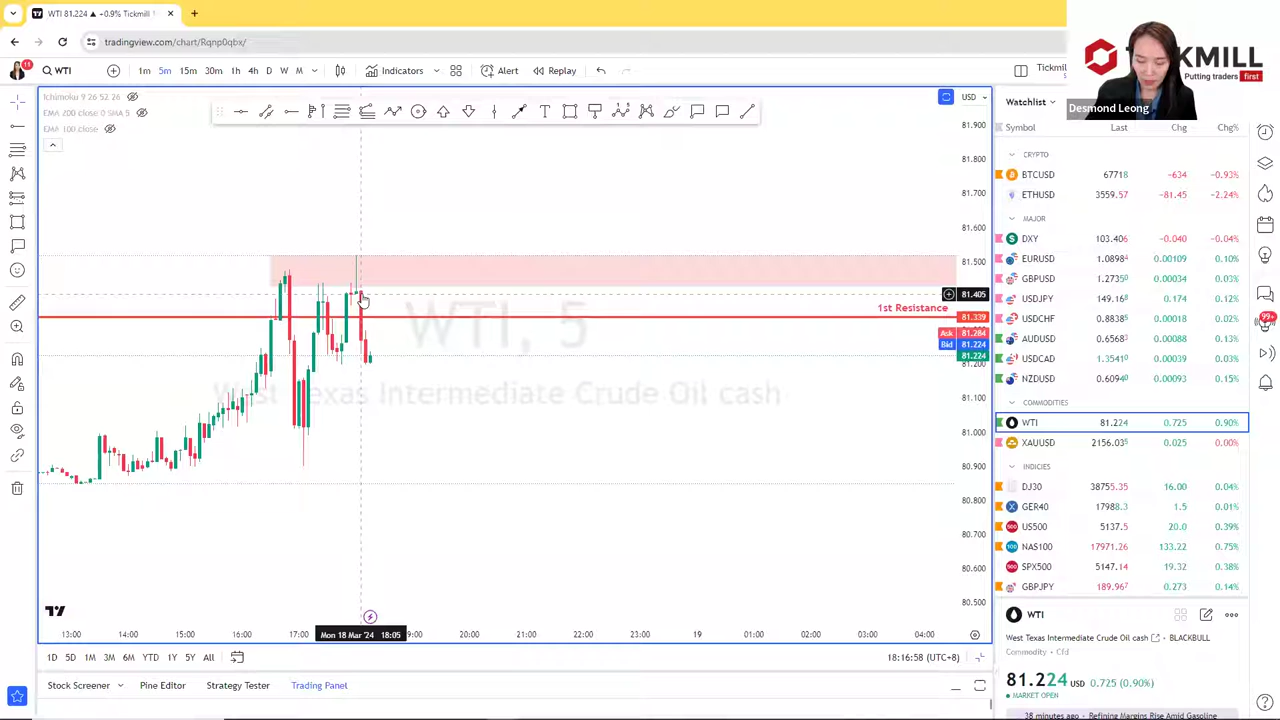 WTI 81.224 ▲ +0.9% Tickmill 1
tradingview.com/chart/Rqnp0qbx/
TICKMILL
Putting traders first
Desmond Leong
11
WTI
1m 5m 15m 30m 1h 4h D W M
Indicators
Alert
Replay
Tickmill
Ichimoku 9 26 52 26
EMA 200 close 0 SMA 5
EMA 100 close
USD
81.900
81.800
81.700
81.600
81.500
81.405
1st Resistance
81.339
Ask 81.284
Bid 81.224
81.224
81.200
81.100
81.000
80.900
80.800
80.700
80.600
80.500
WTI, 5
West Texas Intermediate Crude Oil cash
13:00 14:00 15:00 16:00 17:00 Mon 18 Mar '24 18:05 9:00 20:00 21:00 22:00 23:00 19 01:00 02:00 03:00 04:00
1D 5D 1M 3M 6M YTD 1Y 5Y All
18:16:58 (UTC+8)
Stock Screener Pine Editor Strategy Tester Trading Panel
Watchlist
Symbol Last Chg Chg%
CRYPTO
BTCUSD 67718 −634 −0.93%
ETHUSD 3559.57 −81.45 −2.24%
MAJOR
DXY 103.406 −0.040 −0.04%
EURUSD 1.08984 0.00109 0.10%
GBPUSD 1.27350 0.00034 0.03%
USDJPY 149.168 0.174 0.12%
USDCHF 0.88385 0.00018 0.02%
AUDUSD 0.65683 0.00088 0.13%
USDCAD 1.35410 0.00039 0.03%
NZDUSD 0.60940 0.00093 0.15%
COMMODITIES
WTI 81.224 0.725 0.90%
XAUUSD 2156.035 0.025 0.00%
INDICIES
DJ30 38755.35 16.00 0.04%
GER40 17988.3 1.5 0.01%
US500 5137.5 20.0 0.39%
NAS100 17971.26 133.22 0.75%
SPX500 5147.14 19.32 0.38%
GBPJPY 189.967 0.273 0.14%
WTI
West Texas Intermediate Crude Oil cash • BLACKBULL
Commodity • Cfd
81.224 USD 0.725 (0.90%)
MARKET OPEN
38 minutes ago • Refining Margins Rise Amid Gasoline
99+